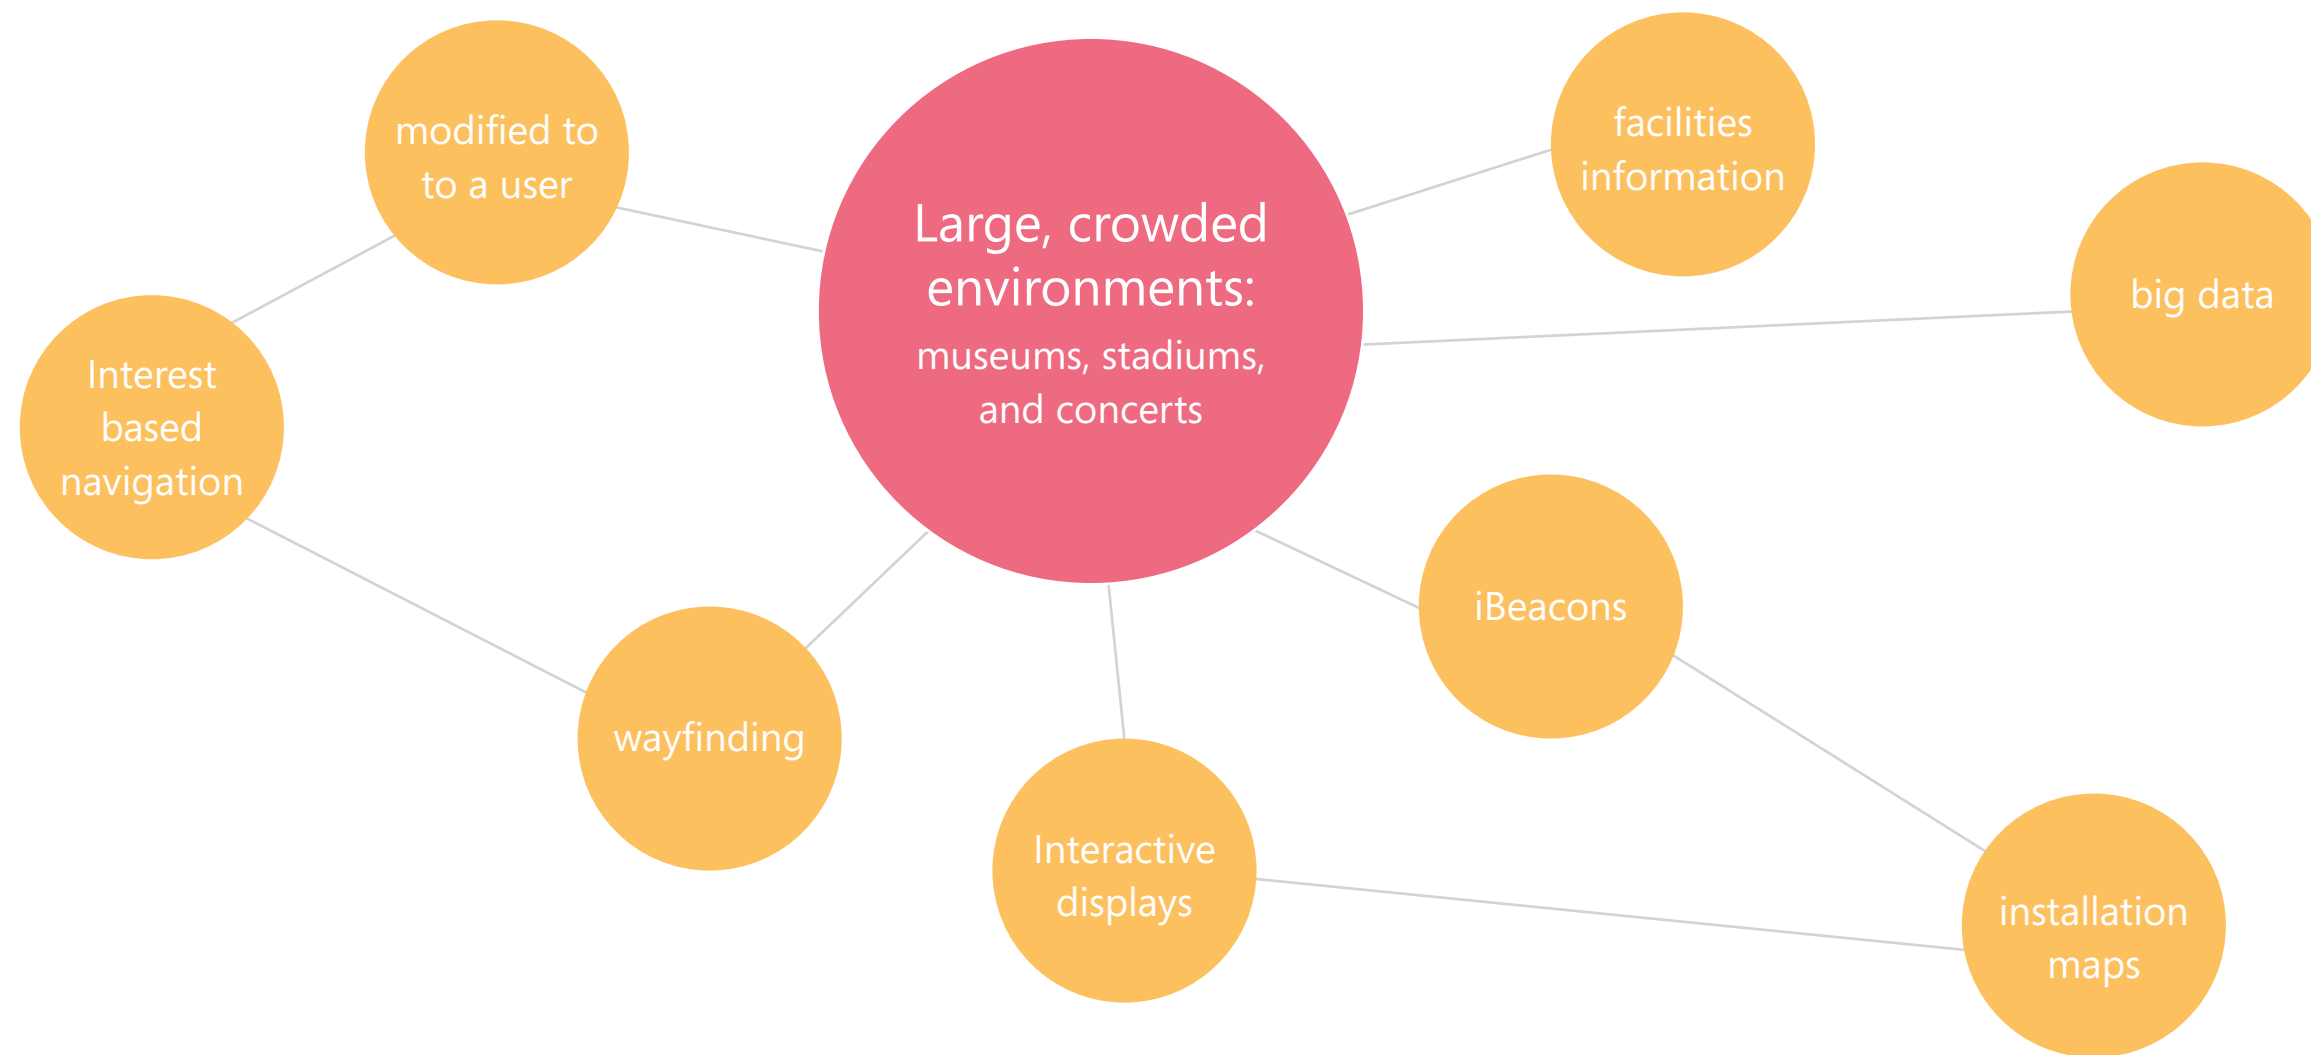 modified to
to a user
Large, crowded
environments:
museums, stadiums,
and concerts
facilities
information
big data
Interest
based
navigation
iBeacons
wayfinding
Interactive
displays
installation
maps